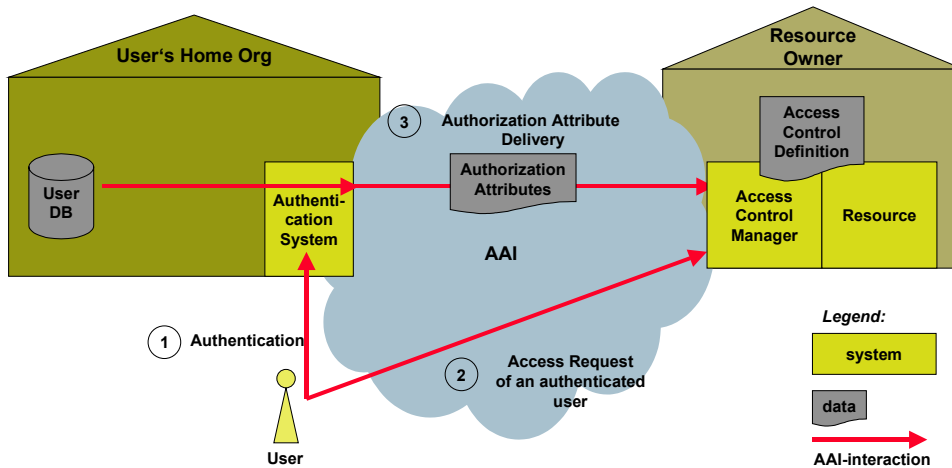 User's Home Org
Resource
Owner
3
Authorization Attribute
Delivery
Access
Control
Definition
User
DB
Authenti-
cation
System
Authorization
Attributes
Access
Control
Manager
Resource
AAI
1
Authentication
2
Access Request
of an authenticated
user
User
Legend:
system
data
AAI-interaction